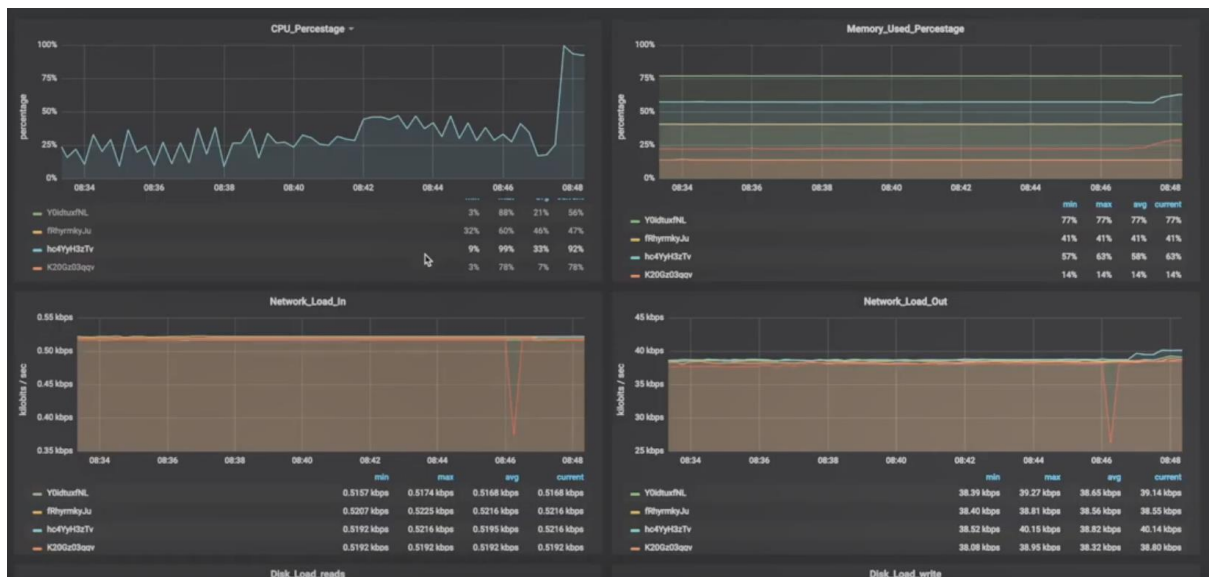 CPU_Percestage
100%
75%
50%
25%
0%
percentage
08:34 08:36 08:38 08:40 08:42 08:44 08:46 08:48
Y0idtuxfNL 3% 88% 21% 56%
fRhyrmkyJu 32% 60% 46% 47%
hc4YyH3zTv 9% 99% 33% 92%
K20Gz03qqv 3% 78% 7% 78%
Memory_Used_Percestage
100%
75%
50%
25%
0%
percestage
08:34 08:36 08:38 08:40 08:42 08:44 08:46 08:48
min max avg current
Y0idtuxfNL 77% 77% 77% 77%
fRhyrmkyJu 41% 41% 41% 41%
hc4YyH3zTv 57% 63% 58% 63%
K20Gz03qqv 14% 14% 14% 14%
Network_Load_In
0.55 kbps
0.50 kbps
0.45 kbps
0.40 kbps
0.35 kbps
kilobits / sec
08:34 08:36 08:38 08:40 08:42 08:44 08:46 08:48
min max avg current
Y0idtuxfNL 0.5157 kbps 0.5174 kbps 0.5168 kbps 0.5168 kbps
fRhyrmkyJu 0.5207 kbps 0.5225 kbps 0.5216 kbps 0.5216 kbps
hc4YyH3zTv 0.5192 kbps 0.5216 kbps 0.5195 kbps 0.5216 kbps
K20Gz03qqv 0.5192 kbps 0.5192 kbps 0.5192 kbps 0.5192 kbps
Network_Load_Out
45 kbps
40 kbps
35 kbps
30 kbps
25 kbps
kilobits / sec
08:34 08:36 08:38 08:40 08:42 08:44 08:46 08:48
min max avg current
Y0idtuxfNL 38.39 kbps 39.27 kbps 38.65 kbps 39.14 kbps
fRhyrmkyJu 38.40 kbps 38.81 kbps 38.56 kbps 38.55 kbps
hc4YyH3zTv 38.52 kbps 40.15 kbps 38.82 kbps 40.14 kbps
K20Gz03qqv 38.08 kbps 38.95 kbps 38.32 kbps 38.80 kbps
Disk_Load_reads
Disk_Load_write